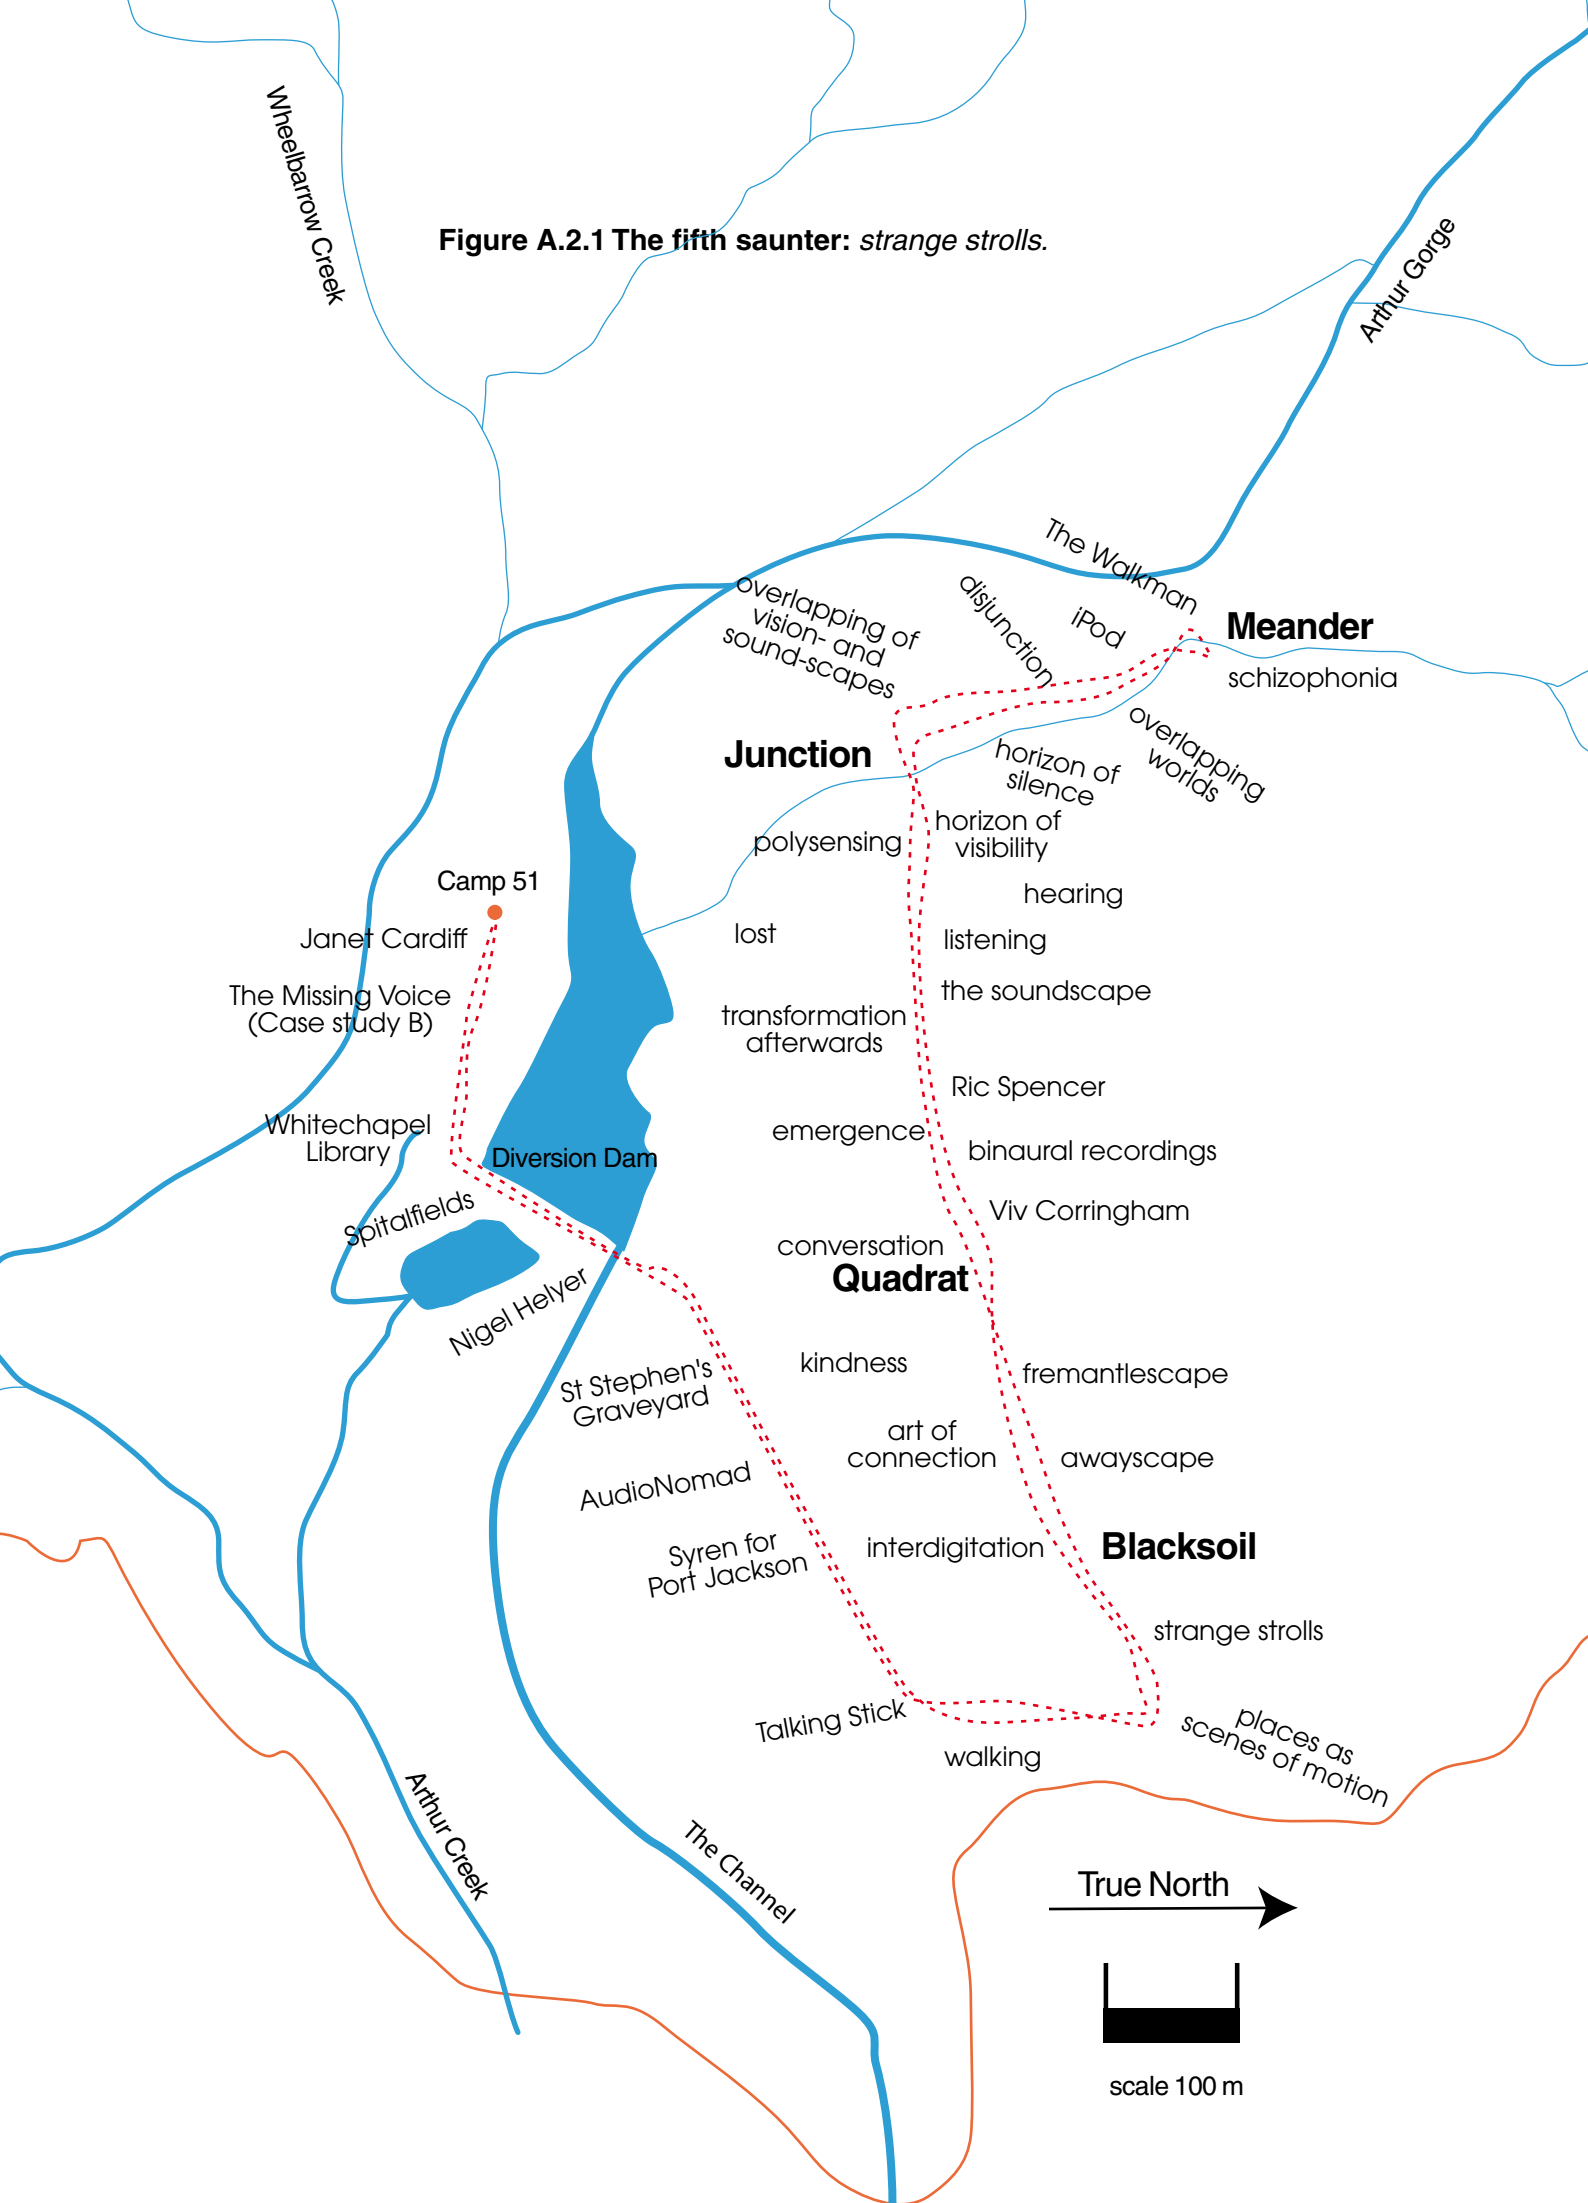 Wheelbarrow Creek
Figure A.2.1 The fifth saunter: strange strolls.
Arthur Gorge
The Walkman
overlapping of
vision- and
sound-scapes
disjunction
iPod
Meander
schizophonia
Junction
horizon of
silence
overlapping
worlds
polysensing
horizon of
visibility
Camp 51
hearing
Janet Cardiff
lost
listening
The Missing Voice
(Case study B)
the soundscape
transformation
afterwards
Ric Spencer
Whitechapel
Library
emergence
Diversion Dam
binaural recordings
Spitalfields
Viv Corringham
conversation
Quadrat
Nigel Helyer
kindness
fremantlescape
St Stephen's
Graveyard
art of
connection
awayscape
AudioNomad
interdigitation
Blacksoil
Syren for
Port Jackson
strange strolls
Talking Stick
places as
scenes of motion
walking
Arthur Creek
The Channel
True North
scale 100 m